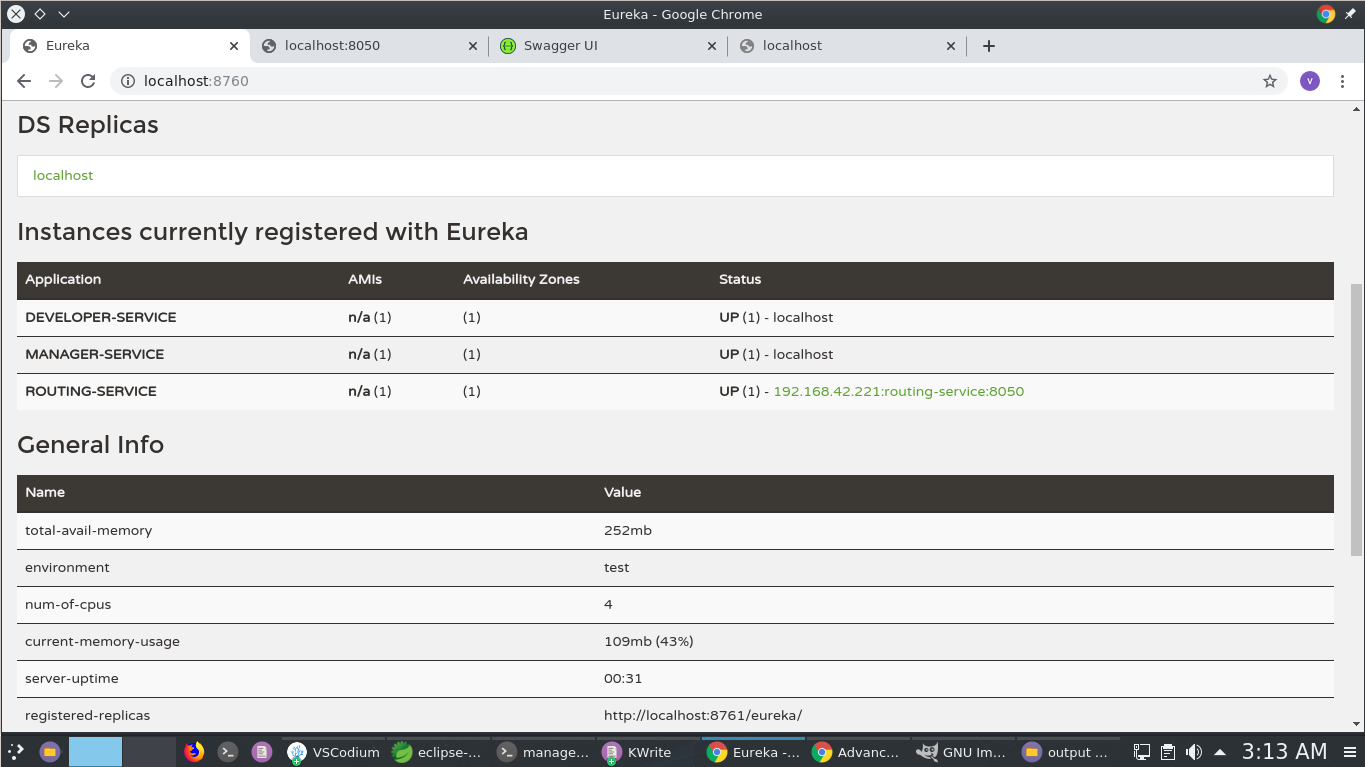 Eureka - Google Chrome
Eureka
localhost:8050
Swagger UI
localhost
localhost:8760
v
DS Replicas
localhost
Instances currently registered with Eureka
Application AMIs Availability Zones Status
DEVELOPER-SERVICE n/a (1) (1) UP (1) - localhost
MANAGER-SERVICE n/a (1) (1) UP (1) - localhost
ROUTING-SERVICE n/a (1) (1) UP (1) - 192.168.42.221:routing-service:8050
General Info
Name Value
total-avail-memory 252mb
environment test
num-of-cpus 4
current-memory-usage 109mb (43%)
server-uptime 00:31
registered-replicas http://localhost:8761/eureka/
VSCodium eclipse-... manage... KWrite Eureka -... Advanc... GNU Im... output ... 3:13 AM